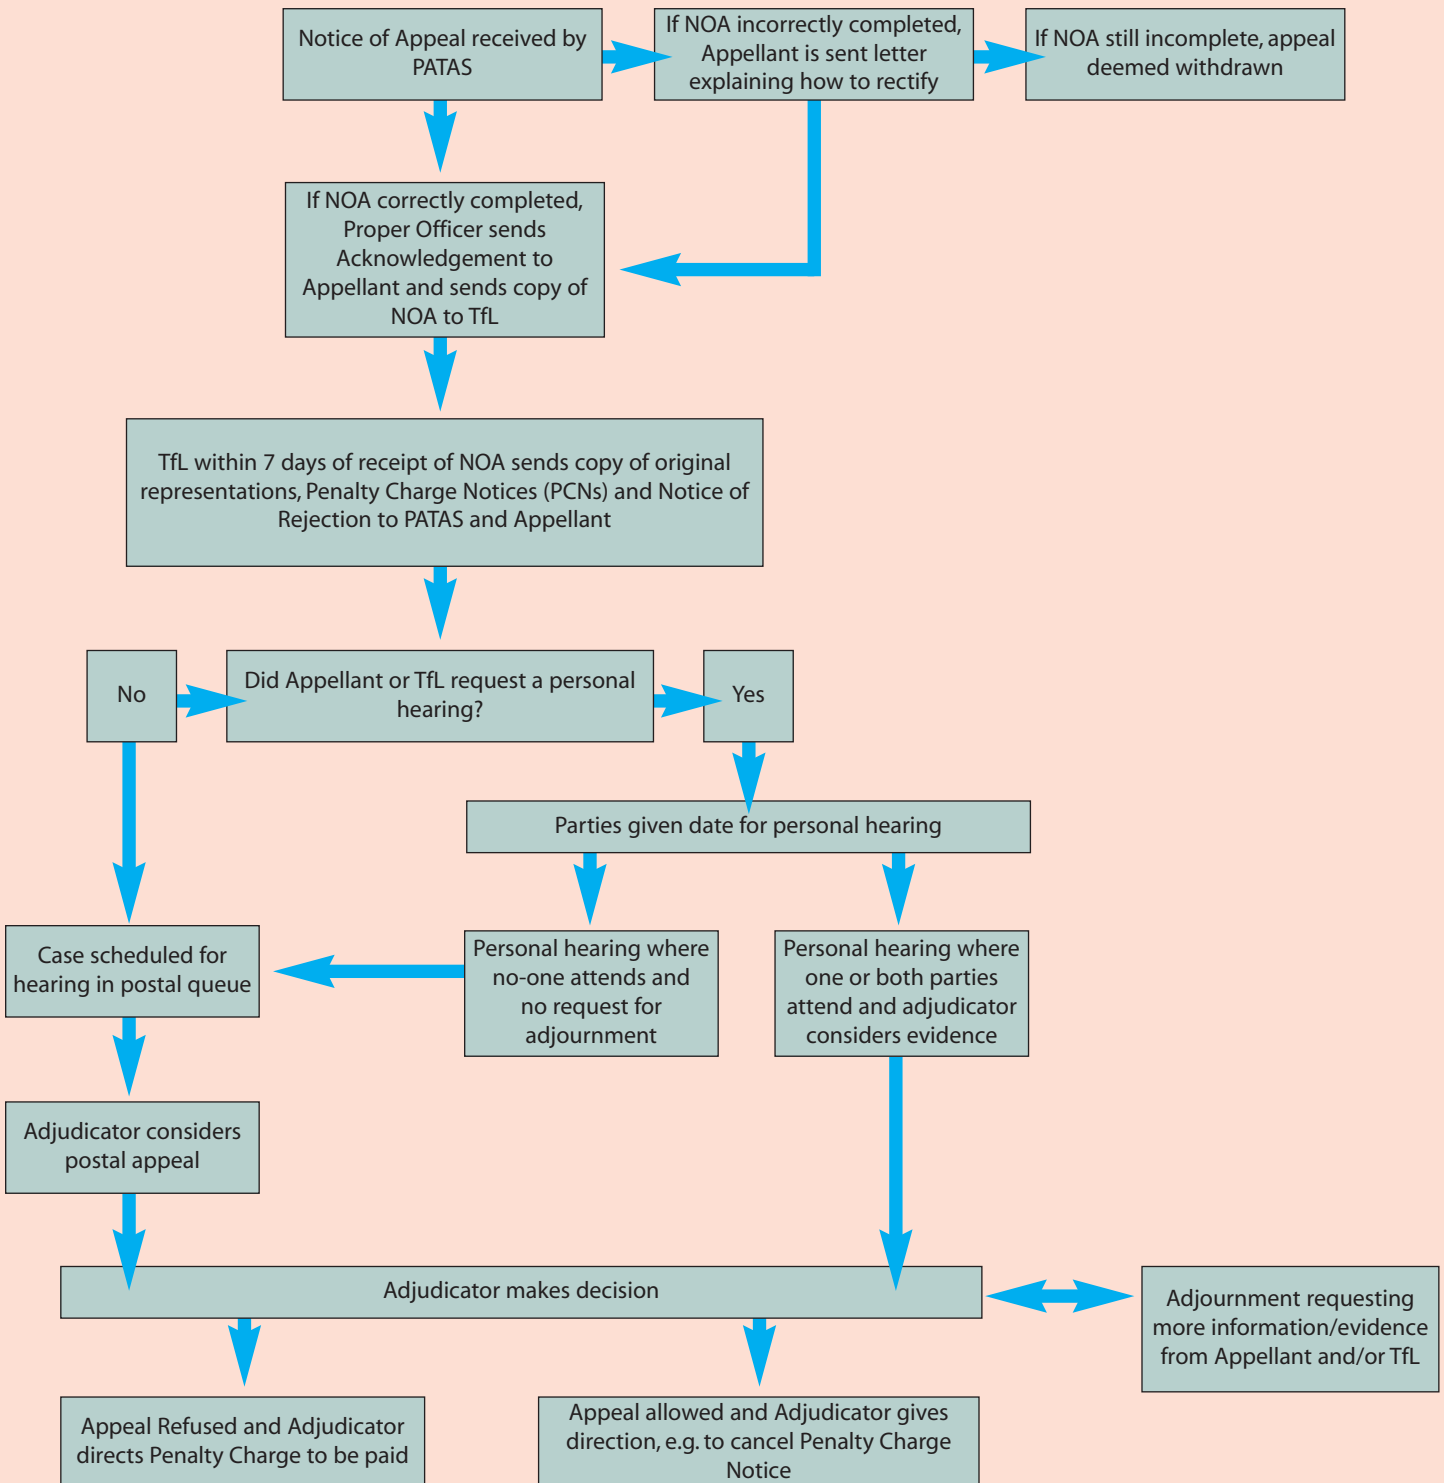 Notice of Appeal received by
PATAS
If NOA incorrectly completed,
Appellant is sent letter
explaining how to rectify
If NOA still incomplete, appeal
deemed withdrawn
If NOA correctly completed,
Proper Officer sends
Acknowledgement to
Appellant and sends copy of
NOA to TfL
TfL within 7 days of receipt of NOA sends copy of original
representations, Penalty Charge Notices (PCNs) and Notice of
Rejection to PATAS and Appellant
No
Did Appellant or TfL request a personal
hearing?
Yes
Parties given date for personal hearing
Case scheduled for
hearing in postal queue
Personal hearing where
no-one attends and
no request for
adjournment
Personal hearing where
one or both parties
attend and adjudicator
considers evidence
Adjudicator considers
postal appeal
Adjudicator makes decision
Adjournment requesting
more information/evidence
from Appellant and/or TfL
Appeal Refused and Adjudicator
directs Penalty Charge to be paid
Appeal allowed and Adjudicator gives
direction, e.g. to cancel Penalty Charge
Notice